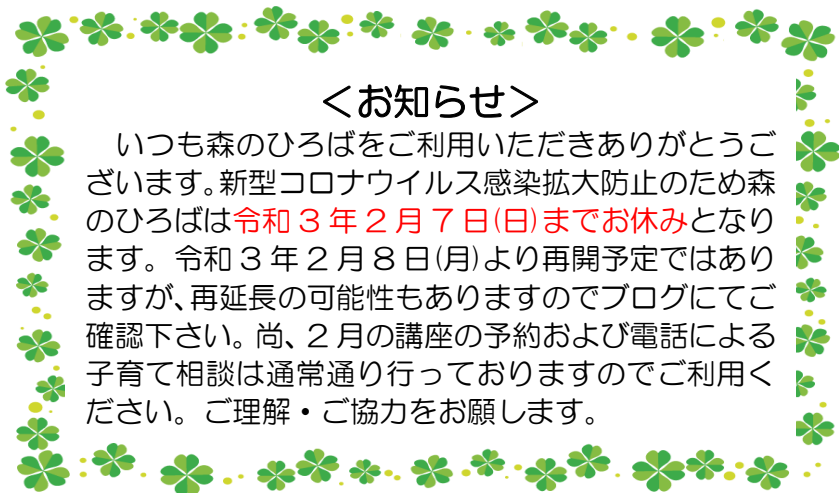 ＜お知らせ＞
　いつも森のひろばをご利用いただきありがとうご
ざいます。新型コロナウイルス感染拡大防止のため森
のひろばは令和３年２月７日(日)までお休みとなり
ます。令和３年２月８日(月)より再開予定ではあり
ますが、再延長の可能性もありますのでブログにてご
確認下さい。尚、２月の講座の予約および電話による
子育て相談は通常通り行っておりますのでご利用く
ださい。ご理解・ご協力をお願します。